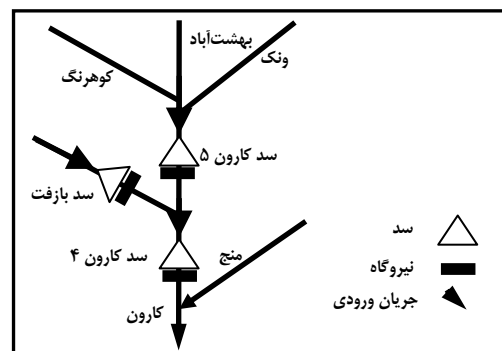 بهشت‌آباد
ونک
کوهرنگ
سد کارون ۵
سد بازفت
سد کارون ۴
منج
کارون
سد
نیروگاه
جریان ورودی